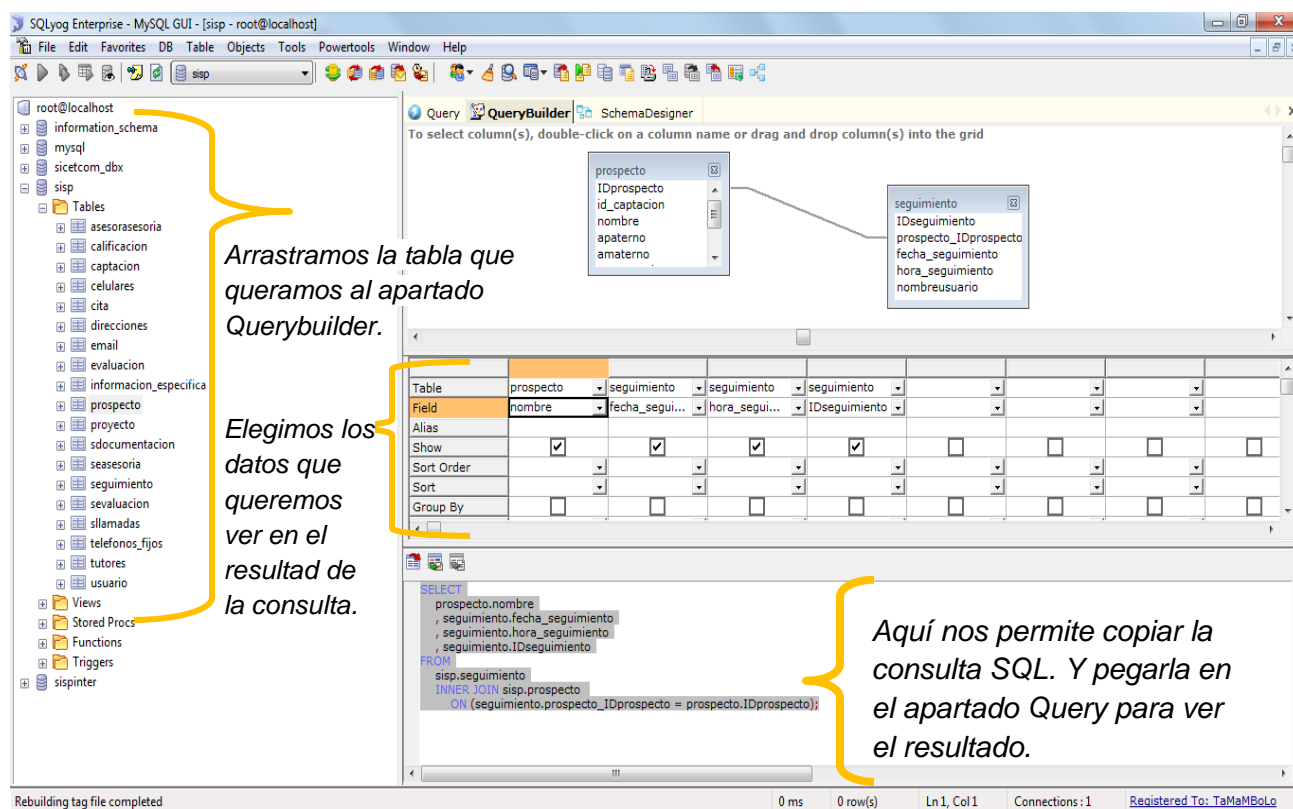 SQLyog Enterprise - MySQL GUI - [sisp - root@localhost]
File Edit Favorites DB Table Objects Tools Powertools Window Help
sisp
root@localhost
information_schema
mysql
sicetcom_dbx
sisp
Tables
asesorasesoria
calificacion
captacion
celulares
cita
direcciones
email
evaluacion
informacion_especifica
prospecto
proyecto
sdocumentacion
seasesoria
seguimiento
sevaluacion
sllamadas
telefonos_fijos
tutores
usuario
Views
Stored Procs
Functions
Triggers
sispinter
Arrastramos la tabla que
queramos al apartado
Querybuilder.
Elegimos los
datos que
queremos
ver en el
resultad de
la consulta.
Query QueryBuilder SchemaDesigner
To select column(s), double-click on a column name or drag and drop column(s) into the grid
prospecto
IDprospecto
id_captacion
nombre
apaterno
amaterno
seguimiento
IDseguimiento
prospecto_IDprospecto
fecha_seguimiento
hora_seguimiento
nombreusuario
Table prospecto seguimiento seguimiento seguimiento
Field nombre fecha_segui... hora_segui... IDseguimiento
Alias
Show
Sort Order
Sort
Group By
SELECT
prospecto.nombre
, seguimiento.fecha_seguimiento
, seguimiento.hora_seguimiento
, seguimiento.IDseguimiento
FROM
sisp.seguimiento
INNER JOIN sisp.prospecto
ON (seguimiento.prospecto_IDprospecto = prospecto.IDprospecto);
Aquí nos permite copiar la
consulta SQL. Y pegarla en
el apartado Query para ver
el resultado.
Rebuilding tag file completed 0 ms 0 row(s) Ln 1, Col 1 Connections : 1 Registered To: TaMaMBoLo